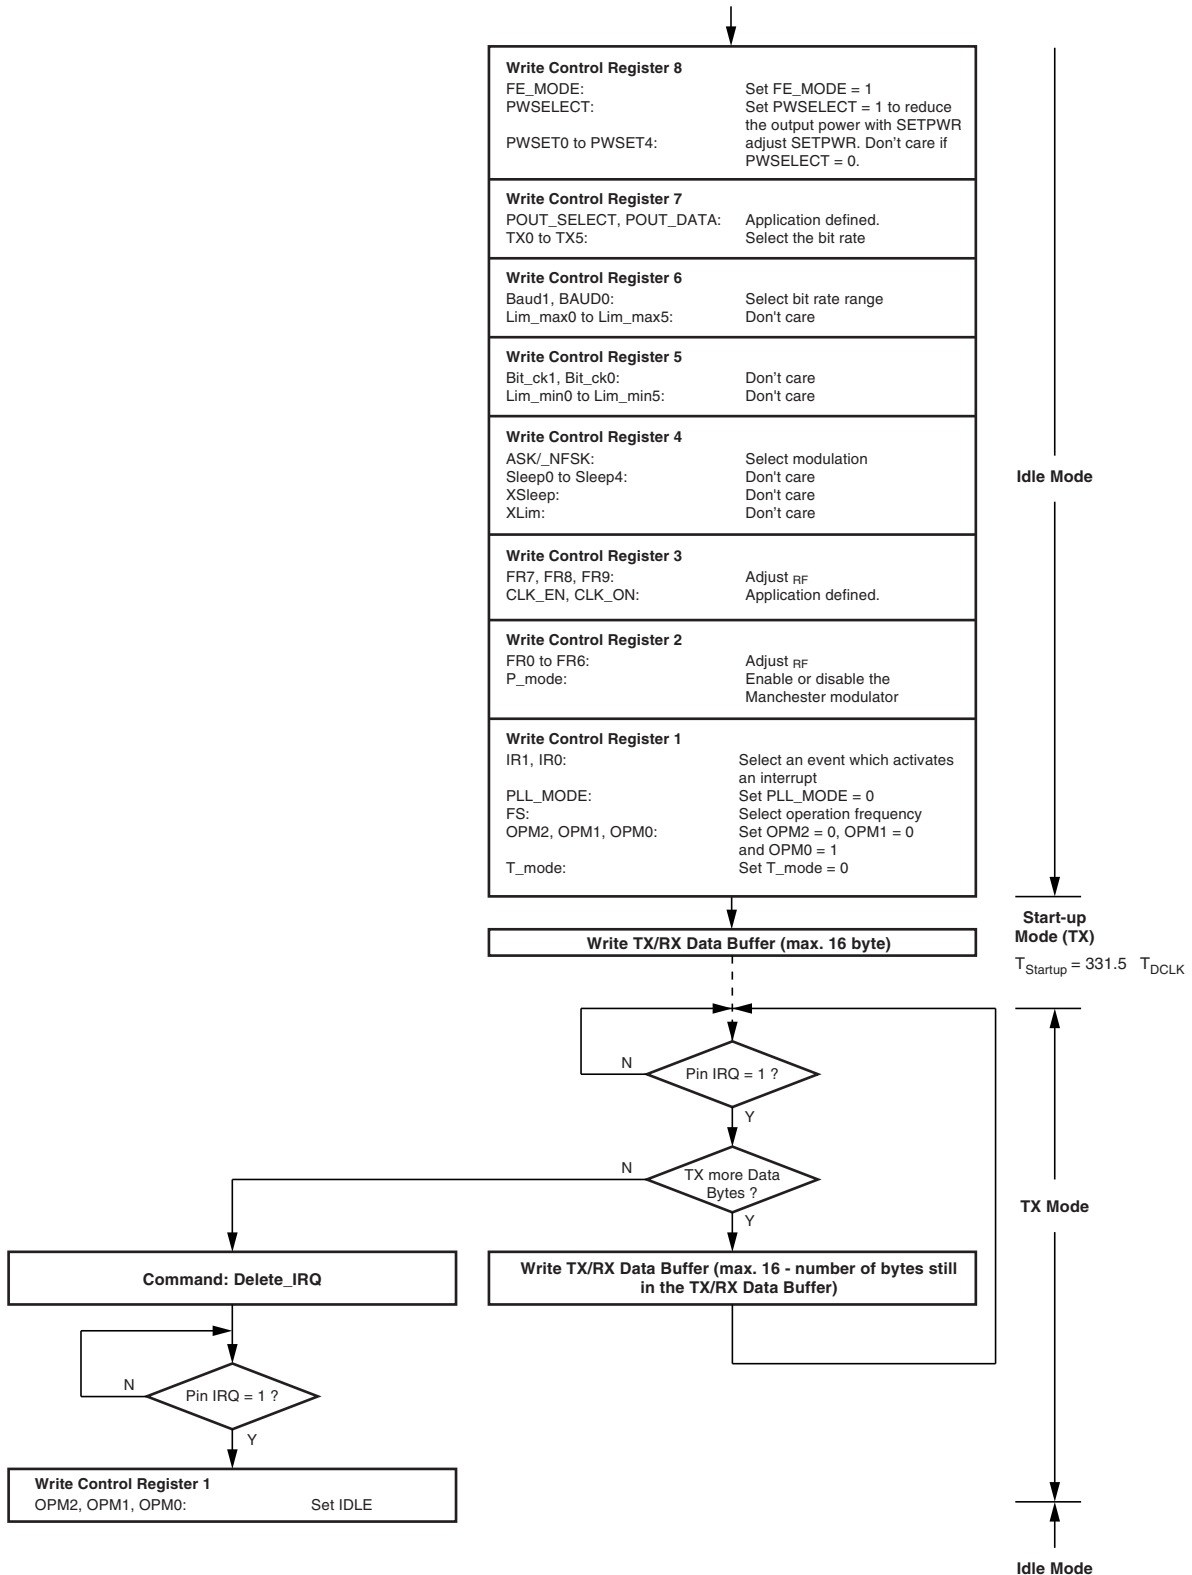 Write Control Register 8
FE_MODE: Set FE_MODE = 1
PWSELECT: Set PWSELECT = 1 to reduce
the output power with SETPWR
PWSET0 to PWSET4: adjust SETPWR. Don't care if
PWSELECT = 0.
Write Control Register 7
POUT_SELECT, POUT_DATA: Application defined.
TX0 to TX5: Select the bit rate
Write Control Register 6
Baud1, BAUD0: Select bit rate range
Lim_max0 to Lim_max5: Don't care
Write Control Register 5
Bit_ck1, Bit_ck0: Don't care
Lim_min0 to Lim_min5: Don't care
Write Control Register 4
ASK/_NFSK: Select modulation
Sleep0 to Sleep4: Don't care
XSleep: Don't care
XLim: Don't care
Idle Mode
Write Control Register 3
FR7, FR8, FR9: Adjust RF
CLK_EN, CLK_ON: Application defined.
Write Control Register 2
FR0 to FR6: Adjust RF
P_mode: Enable or disable the
Manchester modulator
Write Control Register 1
IR1, IR0: Select an event which activates
an interrupt
PLL_MODE: Set PLL_MODE = 0
FS: Select operation frequency
OPM2, OPM1, OPM0: Set OPM2 = 0, OPM1 = 0
and OPM0 = 1
T_mode: Set T_mode = 0
Start-up
Mode (TX)
Write TX/RX Data Buffer (max. 16 byte)
TStartup = 331.5 TDCLK
N
Pin IRQ = 1 ?
Y
N
TX more Data
Bytes ?
Y
TX Mode
Command: Delete_IRQ
Write TX/RX Data Buffer (max. 16 - number of bytes still
in the TX/RX Data Buffer)
N
Pin IRQ = 1 ?
Y
Write Control Register 1
OPM2, OPM1, OPM0: Set IDLE
Idle Mode